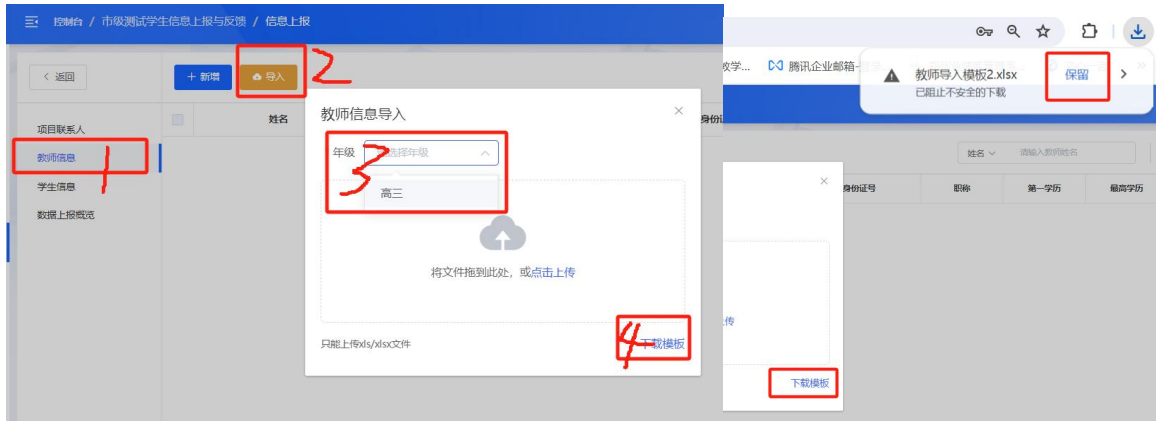 控制台 / 市级测试学生信息上报与反馈 / 信息上报
2
< 返回
+ 新增
导入
项目联系人
教师信息
1
学生信息
数据上报概览
姓名
教师信息导入
×
年级
选择年级
3
高三
将文件拖到此处，或点击上传
只能上传xls/xlsx文件
4
下载模板
腾讯企业邮箱-
教师导入模板2.xlsx
已阻止不安全的下载
保留
姓名
请输入教师姓名
身份证号
职称
第一学历
最高学历
×
传
下载模板